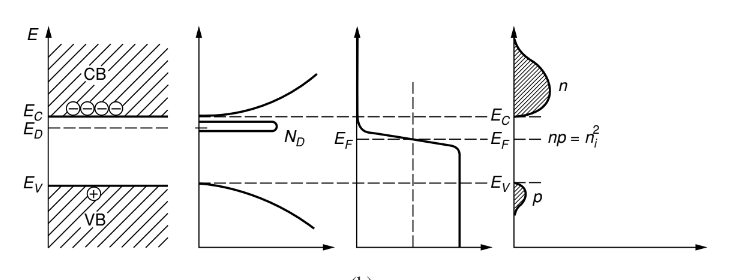 E
CB
⊖⊖⊖⊖
E_C
E_D
E_V
⊕
VB
N_D
E_F
E_C
E_F
E_V
n
np = n_i^2
p